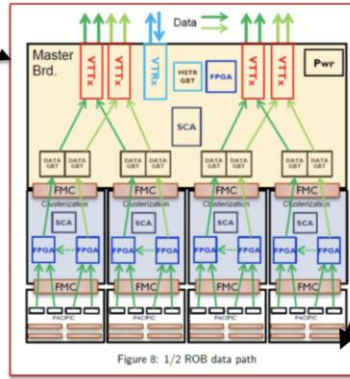 Data
Master
Brd.
VTTx
VTTx
VTRx
MSTR
GBT
FPGA
VTTx
VTTx
Pwr
SCA
DATA
GBT
DATA
GBT
DATA
GBT
DATA
GBT
DATA
GBT
DATA
GBT
DATA
GBT
DATA
GBT
FMC
FMC
FMC
FMC
Clusterization
Clusterization
Clusterization
Clusterization
SCA
SCA
SCA
SCA
FPGA
FPGA
FPGA
FPGA
FPGA
FPGA
FPGA
FPGA
FMC
FMC
FMC
FMC
PACIFIC
PACIFIC
PACIFIC
PACIFIC
Figure 8: 1/2 ROB data path